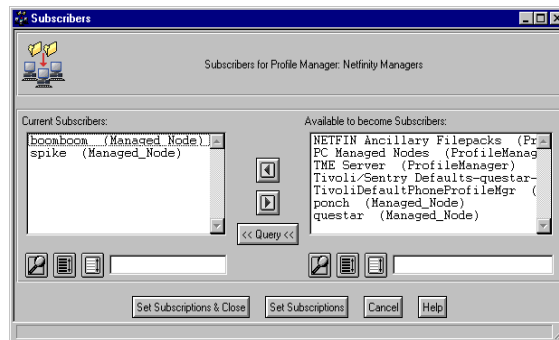 Subscribers
Subscribers for Profile Manager: Netfinity Managers
Current Subscribers:
boomboom (Managed_Node)
spike (Managed_Node)
Available to become Subscribers:
NETFIN Ancillary Filepacks (Pr
PC Managed Nodes (ProfileManag
TME Server (ProfileManager)
Tivoli/Sentry Defaults-questar-
TivoliDefaultPhoneProfileMgr (
ponch (Managed_Node)
questar (Managed_Node)
<< Query <<
Set Subscriptions & Close
Set Subscriptions
Cancel
Help